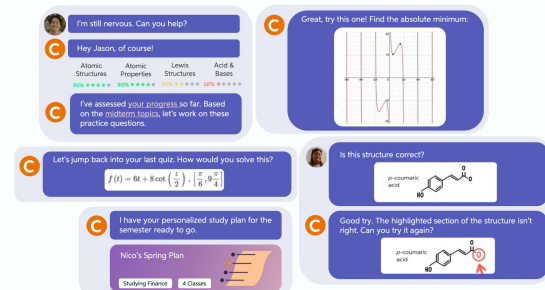 I'm still nervous. Can you help?
Hey Jason, of course!
Atomic Structures
90%
Atomic Properties
90%
Lewis Structures
Acid & Bases
I've assessed your progress so far. Based
on the midterm topics, let's work on these
practice questions.
Great, try this one! Find the absolute minimum:
Let's jump back into your last quiz. How would you solve this?
f(t) = 6t + 8 cot (t/2), [π/6, 9π/4]
I have your personalized study plan for the
semester ready to go.
Nico's Spring Plan
Studying Finance
4 Classes
Is this structure correct?
p-coumaric
acid
HO
O
Good try. The highlighted section of the structure isn't
right. Can you try it again?
p-coumaric
acid
HO
O